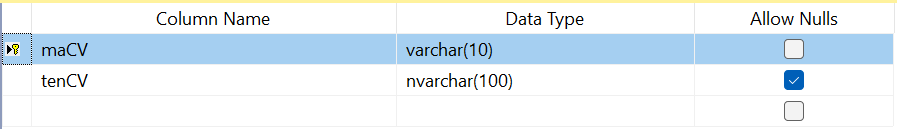 Column Name Data Type Allow Nulls
maCV varchar(10)
tenCV nvarchar(100)